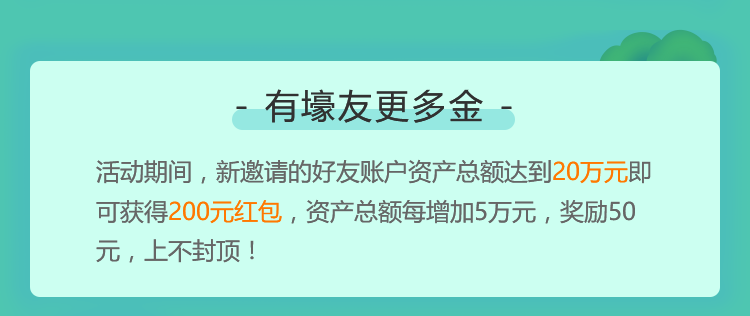 - 有壕友更多金 -
活动期间，新邀请的好友账户资产总额达到20万元即
可获得200元红包，资产总额每增加5万元，奖励50
元，上不封顶！